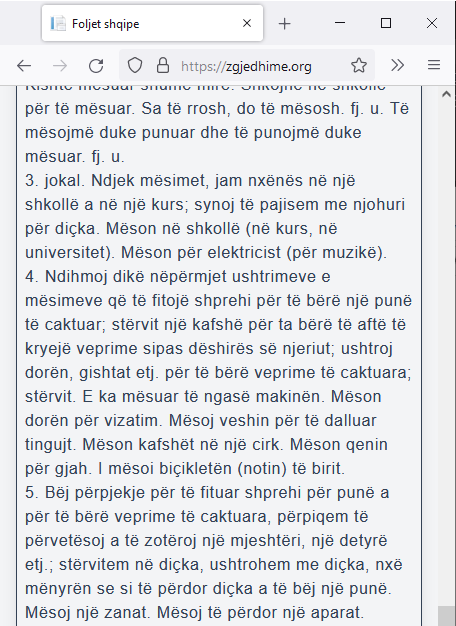 Foljet shqipe
https://zgjedhime.org
Kishte mësuar shumë mirë. Shkojnë në shkollë
për të mësuar. Sa të rrosh, do të mësosh. fj. u. Të
mësojmë duke punuar dhe të punojmë duke
mësuar. fj. u.
3. jokal. Ndjek mësimet, jam nxënës në një
shkollë a në një kurs; synoj të pajisem me njohuri
për diçka. Mëson në shkollë (në kurs, në
universitet). Mëson për elektricist (për muzikë).
4. Ndihmoj dikë nëpërmjet ushtrimeve e
mësimeve që të fitojë shprehi për të bërë një punë
të caktuar; stërvit një kafshë për ta bërë të aftë të
kryejë veprime sipas dëshirës së njeriut; ushtroj
dorën, gishtat etj. për të bërë veprime të caktuara;
stërvit. E ka mësuar të ngasë makinën. Mëson
dorën për vizatim. Mësoj veshin për të dalluar
tingujt. Mëson kafshët në një cirk. Mëson qenin
për gjah. I mësoi biçikletën (notin) të birit.
5. Bëj përpjekje për të fituar shprehi për punë a
për të bërë veprime të caktuara, përpiqem të
përvetësoj a të zotëroj një mjeshtëri, një detyrë
etj.; stërvitem në diçka, ushtrohem me diçka, nxë
mënyrën se si të përdor diçka a të bëj një punë.
Mësoj një zanat. Mësoj të përdor një aparat.